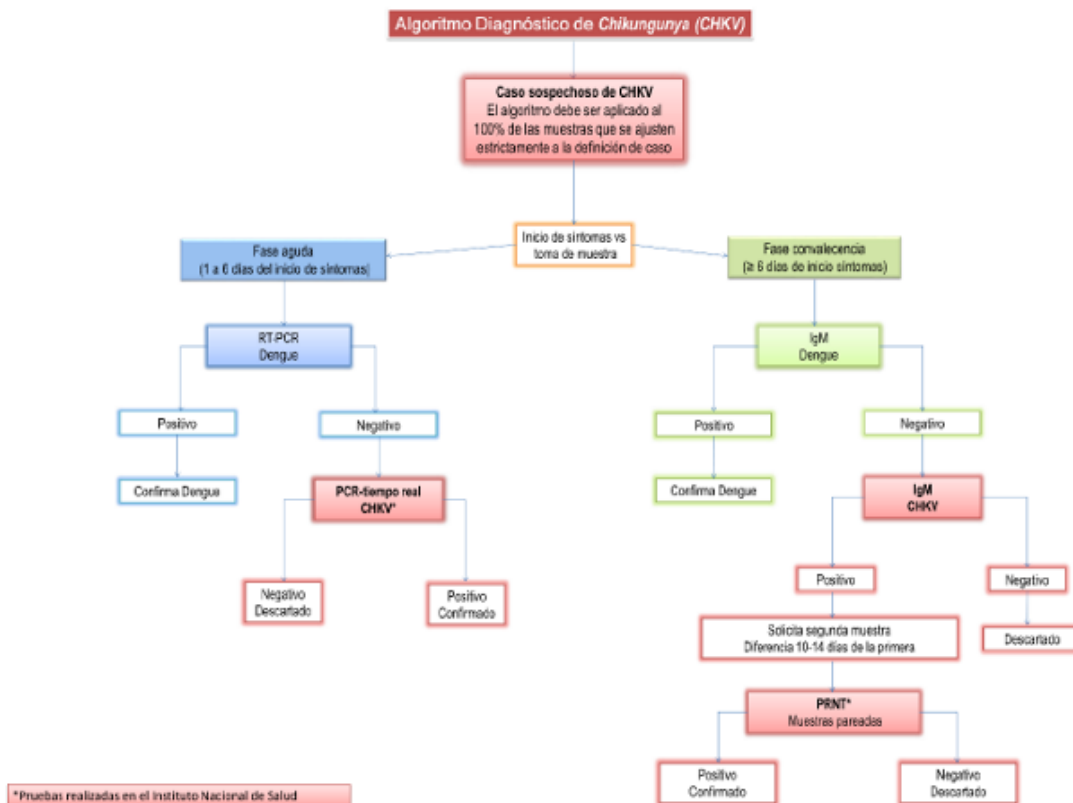 Algoritmo Diagnóstico de Chikungunya (CHKV)
Caso sospechoso de CHKV
El algoritmo debe ser aplicado al
100% de las muestras que se ajusten
estrictamente a la definición de caso
Inicio de síntomas vs
toma de muestra
Fase aguda
(1 a 6 días del inicio de síntomas|
Fase convalecencia
(≥ 6 días de inicio síntomas)
RT-PCR
Dengue
IgM
Dengue
Positivo
Negativo
Positivo
Negativo
Confirma Dengue
PCR-tiempo real
CHKV*
Confirma Dengue
IgM
CHKV
Negativo
Descartado
Positivo
Confirmado
Positivo
Negativo
Solicita segunda muestra
Diferencia 10-14 días de la primera
Descartado
PRNT*
Muestras pareadas
Positivo
Confirmado
Negativo
Descartado
*Pruebas realizadas en el Instituto Nacional de Salud